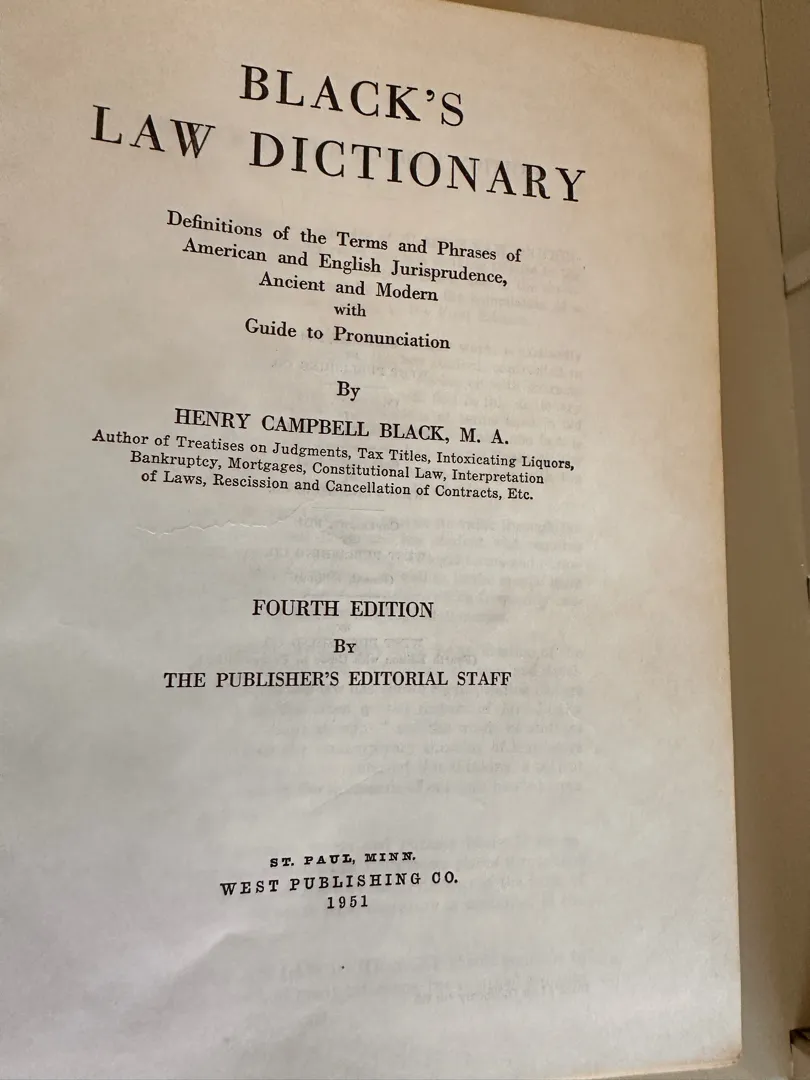 BLACK'S
LAW DICTIONARY
Definitions of the Terms and Phrases of
American and English Jurisprudence,
Ancient and Modern
with
Guide to Pronunciation
By
HENRY CAMPBELL BLACK, M. A.
Author of Treatises on Judgments, Tax Titles, Intoxicating Liquors,
Bankruptcy, Mortgages, Constitutional Law, Interpretation
of Laws, Rescission and Cancellation of Contracts, Etc.
FOURTH EDITION
By
THE PUBLISHER'S EDITORIAL STAFF
ST. PAUL, MINN.
WEST PUBLISHING CO.
1951